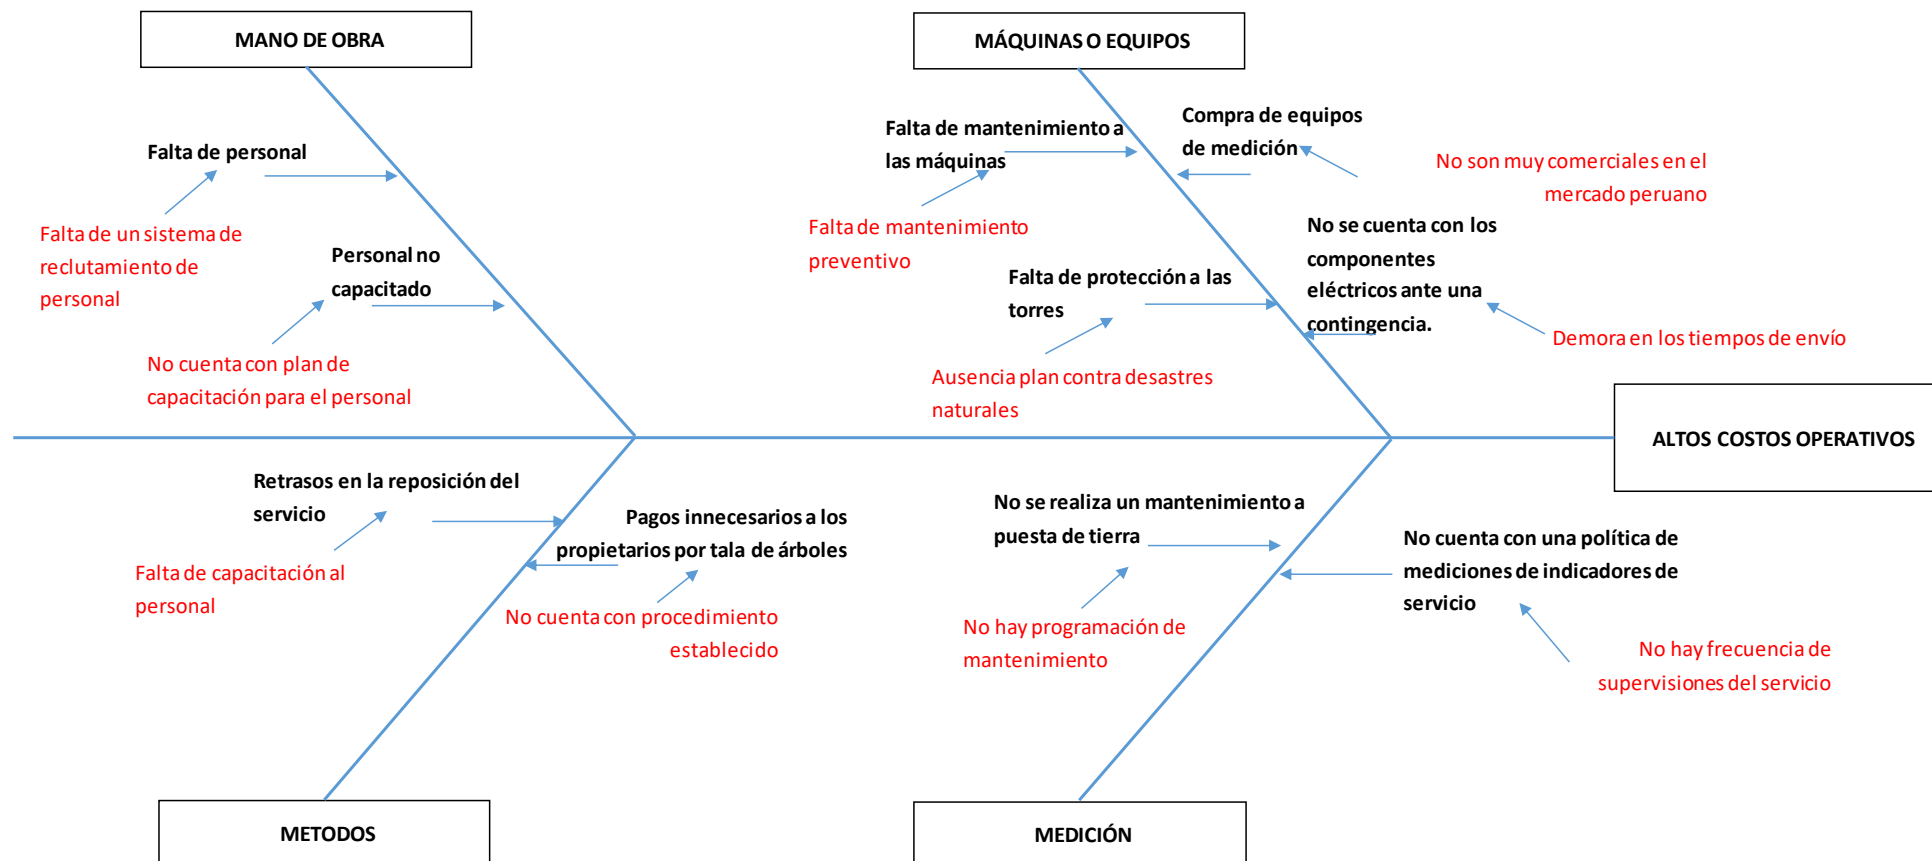 MANO DE OBRA
MÁQUINAS O EQUIPOS
Falta de personal
Falta de un sistema de
reclutamiento de
personal
Personal no
capacitado
No cuenta con plan de
capacitación para el personal
Falta de mantenimiento a
las máquinas
Falta de mantenimiento
preventivo
Compra de equipos
de medición
No son muy comerciales en el
mercado peruano
Falta de protección a las
torres
Ausencia plan contra desastres
naturales
No se cuenta con los
componentes
eléctricos ante una
contingencia.
Demora en los tiempos de envío
ALTOS COSTOS OPERATIVOS
Retrasos en la reposición del
servicio
Falta de capacitación al
personal
Pagos innecesarios a los
propietarios por tala de árboles
No cuenta con procedimiento
establecido
No se realiza un mantenimiento a
puesta de tierra
No hay programación de
mantenimiento
No cuenta con una política de
mediciones de indicadores de
servicio
No hay frecuencia de
supervisiones del servicio
METODOS
MEDICIÓN